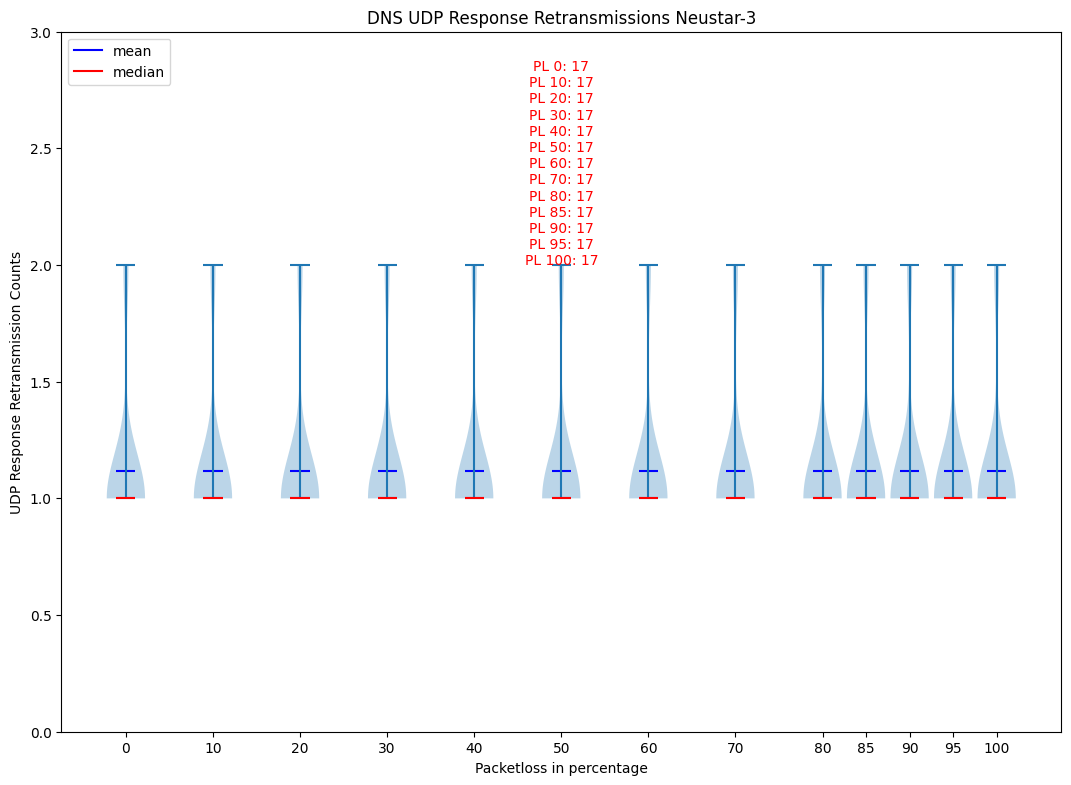 DNS UDP Response Retransmissions Neustar-3
mean
median
PL 0: 17
PL 10: 17
PL 20: 17
PL 30: 17
PL 40: 17
PL 50: 17
PL 60: 17
PL 70: 17
PL 80: 17
PL 85: 17
PL 90: 17
PL 95: 17
PL 100: 17
UDP Response Retransmission Counts
3.0
2.5
2.0
1.5
1.0
0.5
0.0
0 10 20 30 40 50 60 70 80 85 90 95 100
Packetloss in percentage